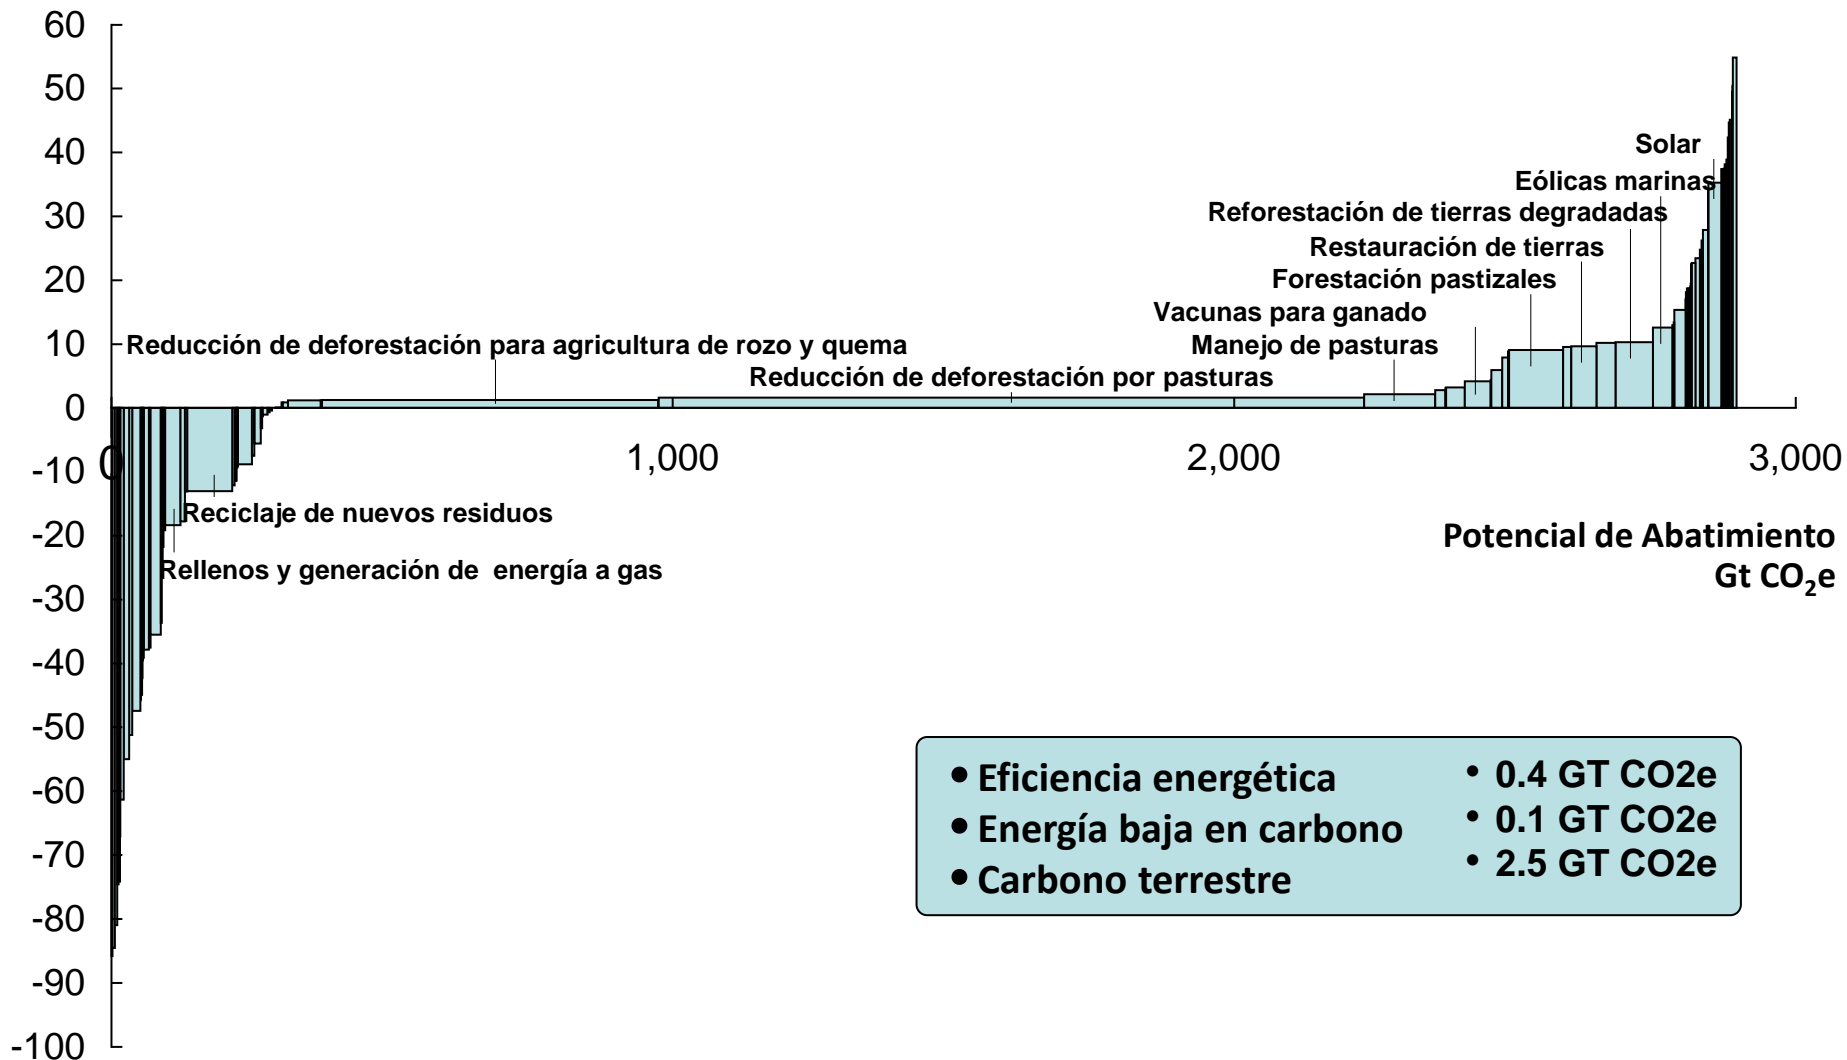 60
50
40
30
20
10
0
-10
-20
-30
-40
-50
-60
-70
-80
-90
-100
Solar
Eólicas marinas
Reforestación de tierras degradadas
Restauración de tierras
Forestación pastizales
Vacunas para ganado
Manejo de pasturas
Reducción de deforestación para agricultura de rozo y quema
Reducción de deforestación por pasturas
0
1,000
2,000
3,000
Reciclaje de nuevos residuos
Rellenos y generación de energía a gas
Potencial de Abatimiento
Gt CO₂e
• Eficiencia energética
• Energía baja en carbono
• Carbono terrestre
• 0.4 GT CO2e
• 0.1 GT CO2e
• 2.5 GT CO2e